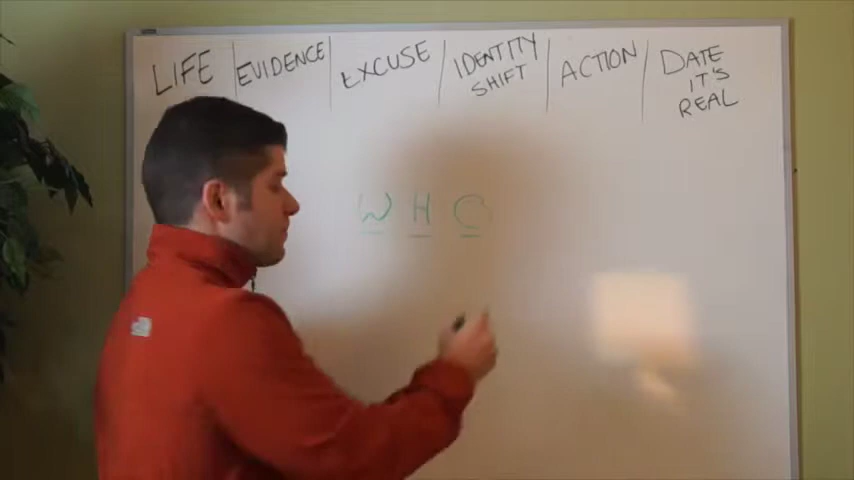 LIFE
EVIDENCE
EXCUSE
IDENTITY
SHIFT
ACTION
DATE
IT'S
REAL
W H C